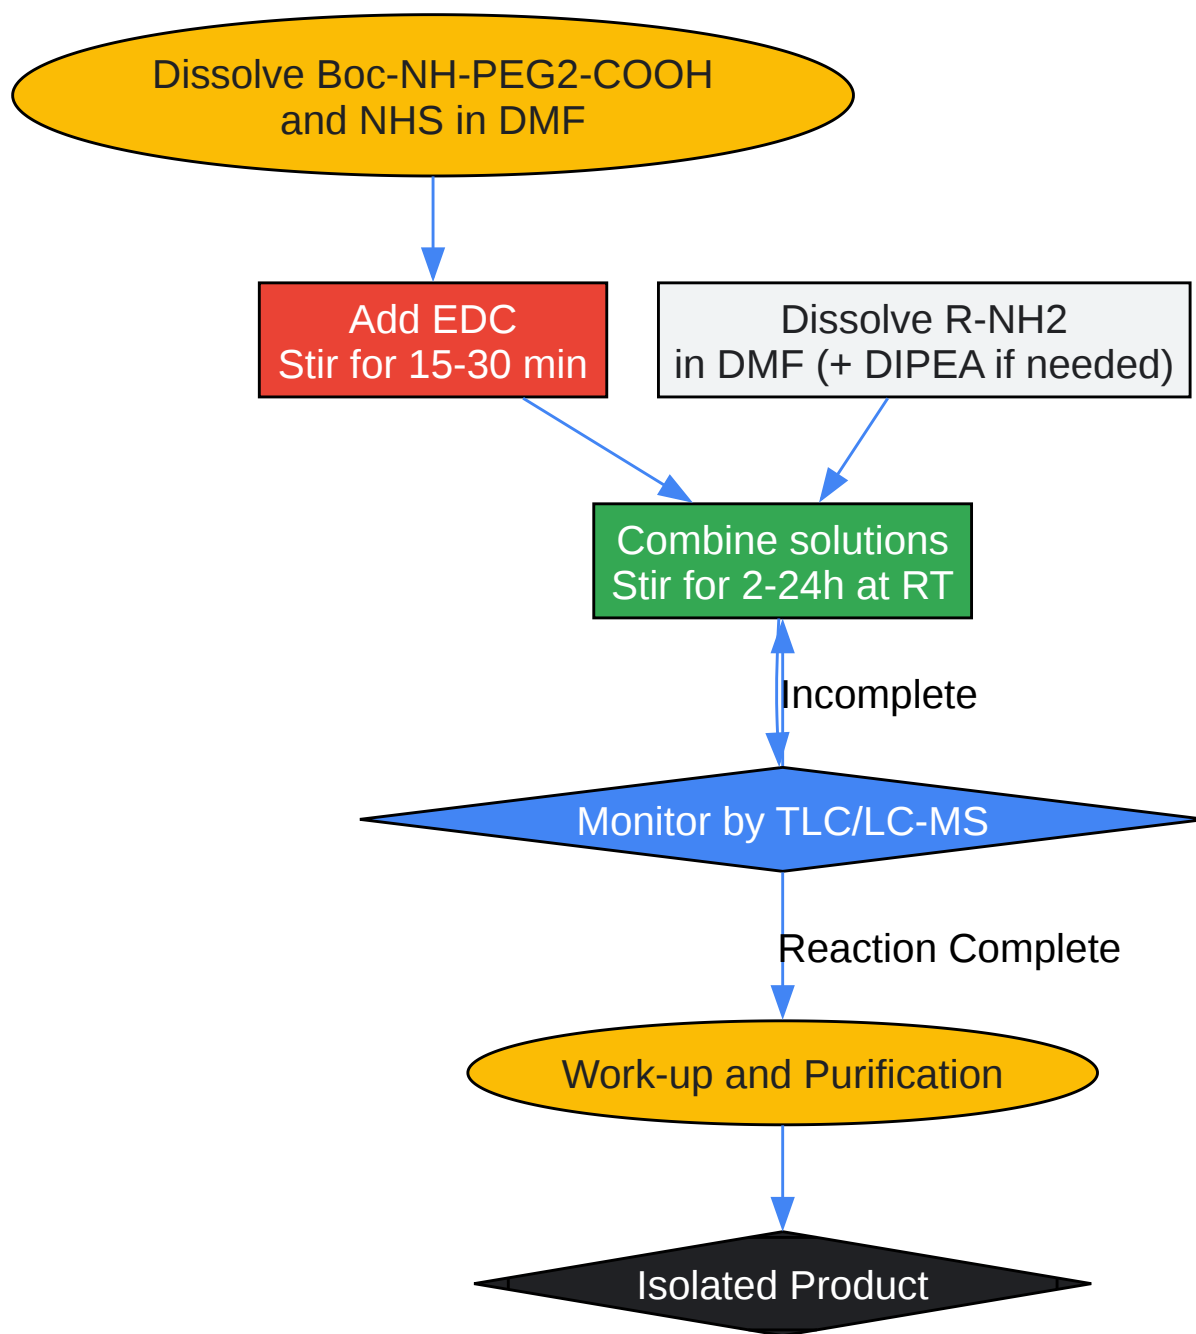 Dissolve Boc-NH-PEG2-COOH
and NHS in DMF
Add EDC
Stir for 15-30 min
Dissolve R-NH2
in DMF (+ DIPEA if needed)
Combine solutions
Stir for 2-24h at RT
Incomplete
Monitor by TLC/LC-MS
Reaction Complete
Work-up and Purification
Isolated Product